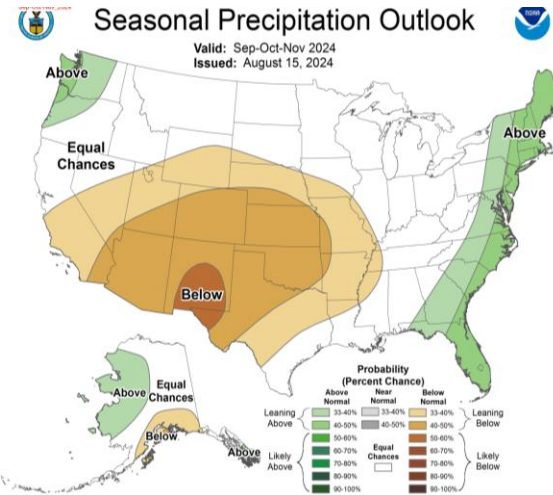 Seasonal Precipitation Outlook
Valid: Sep-Oct-Nov 2024
Issued: August 15, 2024
NOAA
Above
Equal
Chances
Above
Below
Above
Equal
Chances
Below
Above
Probability
(Percent Chance)
Above Normal
Near Normal
Below Normal
Leaning Above
33-40%
33-40%
33-40%
Leaning Below
40-50%
40-50%
40-50%
Likely Above
50-60%
Equal Chances
50-60%
Likely Below
60-70%
60-70%
70-80%
70-80%
80-90%
80-90%
90-100%
90-100%